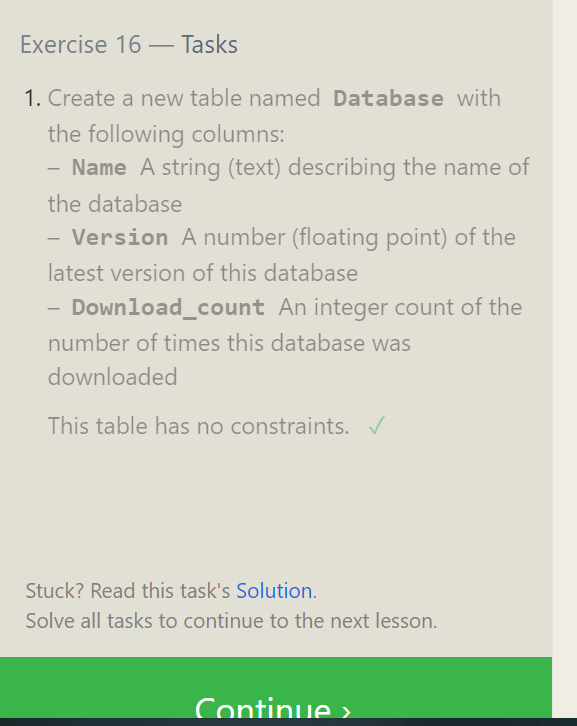 Exercise 16 — Tasks
1. Create a new table named Database with
the following columns:
– Name A string (text) describing the name of
the database
– Version A number (floating point) of the
latest version of this database
– Download_count An integer count of the
number of times this database was
downloaded
This table has no constraints. ✓
Stuck? Read this task's Solution.
Solve all tasks to continue to the next lesson.
Continue ›